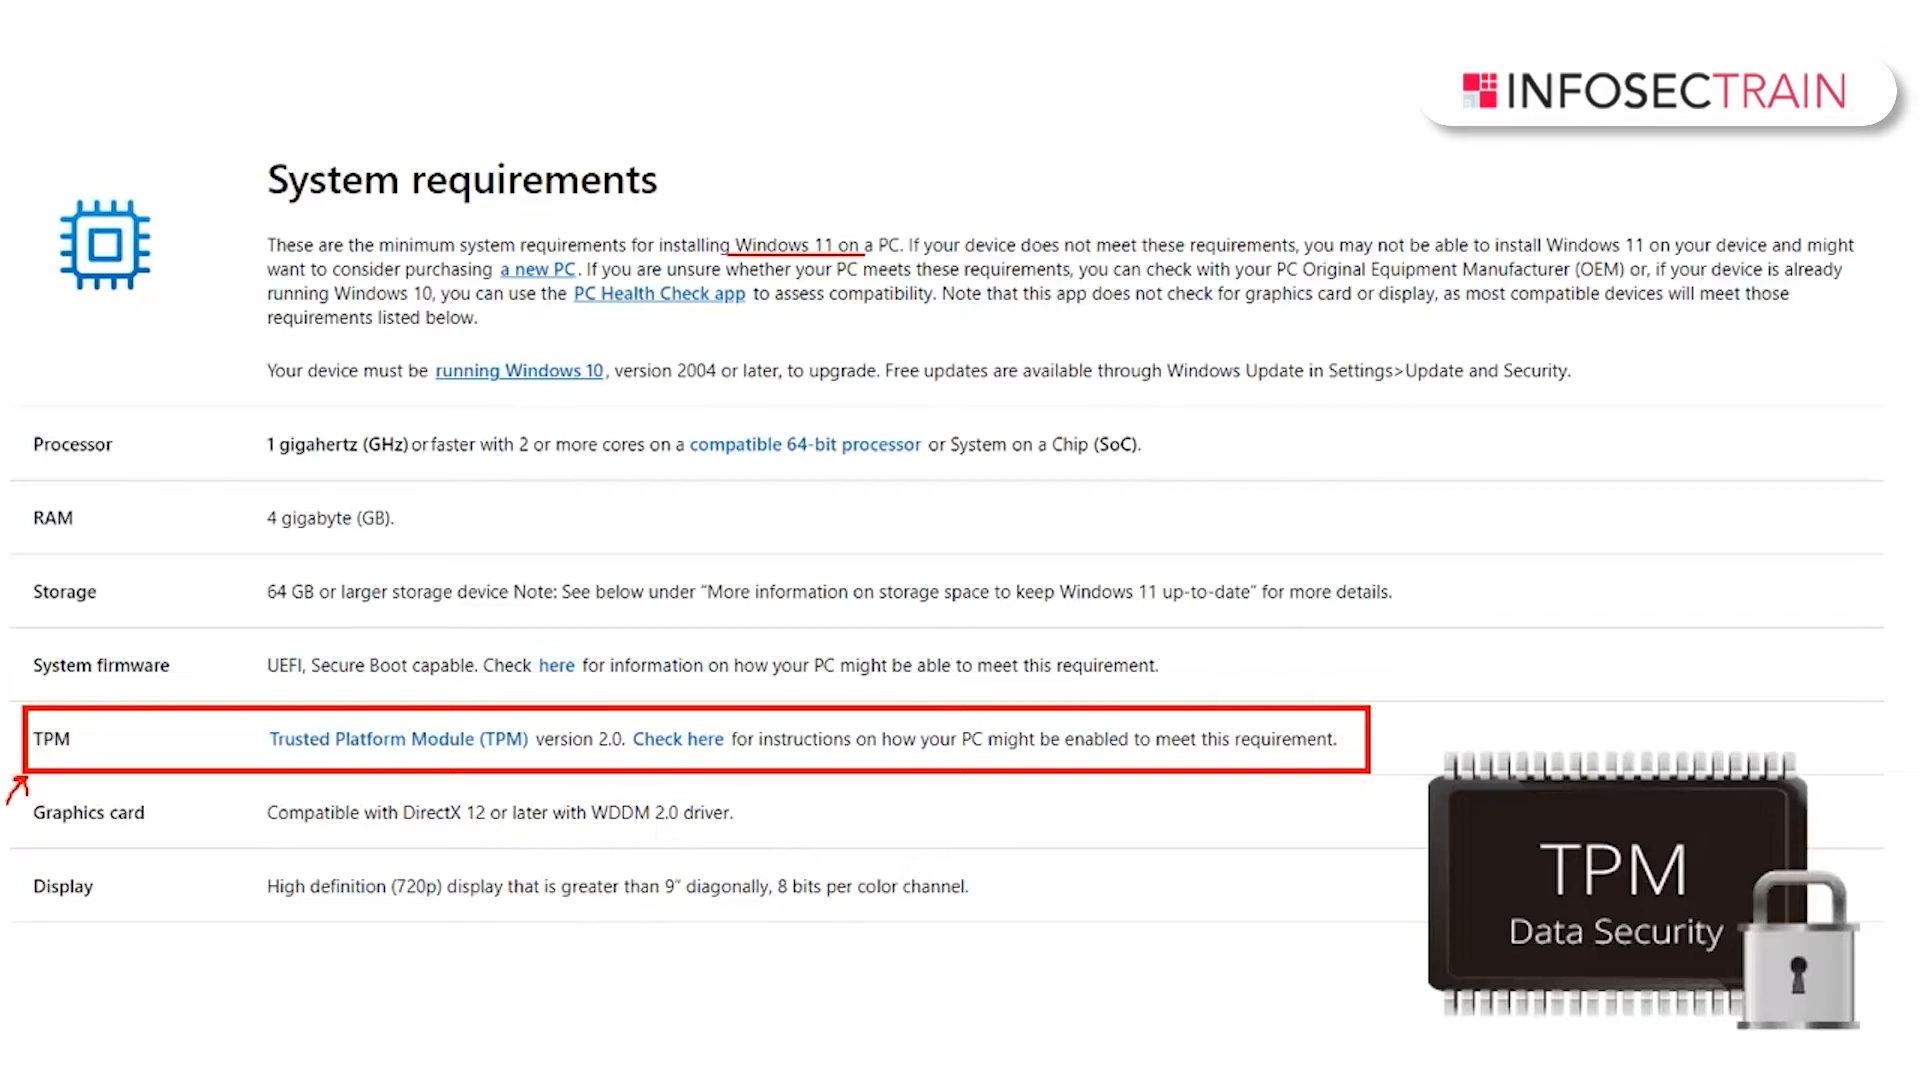 INFOSECTRAIN
System requirements
These are the minimum system requirements for installing Windows 11 on a PC. If your device does not meet these requirements, you may not be able to install Windows 11 on your device and might
want to consider purchasing a new PC. If you are unsure whether your PC meets these requirements, you can check with your PC Original Equipment Manufacturer (OEM) or, if your device is already
running Windows 10, you can use the PC Health Check app to assess compatibility. Note that this app does not check for graphics card or display, as most compatible devices will meet those
requirements listed below.
Your device must be running Windows 10, version 2004 or later, to upgrade. Free updates are available through Windows Update in Settings>Update and Security.
Processor 1 gigahertz (GHz) or faster with 2 or more cores on a compatible 64-bit processor or System on a Chip (SoC).
RAM 4 gigabyte (GB).
Storage 64 GB or larger storage device Note: See below under “More information on storage space to keep Windows 11 up-to-date” for more details.
System firmware UEFI, Secure Boot capable. Check here for information on how your PC might be able to meet this requirement.
TPM Trusted Platform Module (TPM) version 2.0. Check here for instructions on how your PC might be enabled to meet this requirement.
Graphics card Compatible with DirectX 12 or later with WDDM 2.0 driver.
Display High definition (720p) display that is greater than 9” diagonally, 8 bits per color channel.
TPM
Data Security